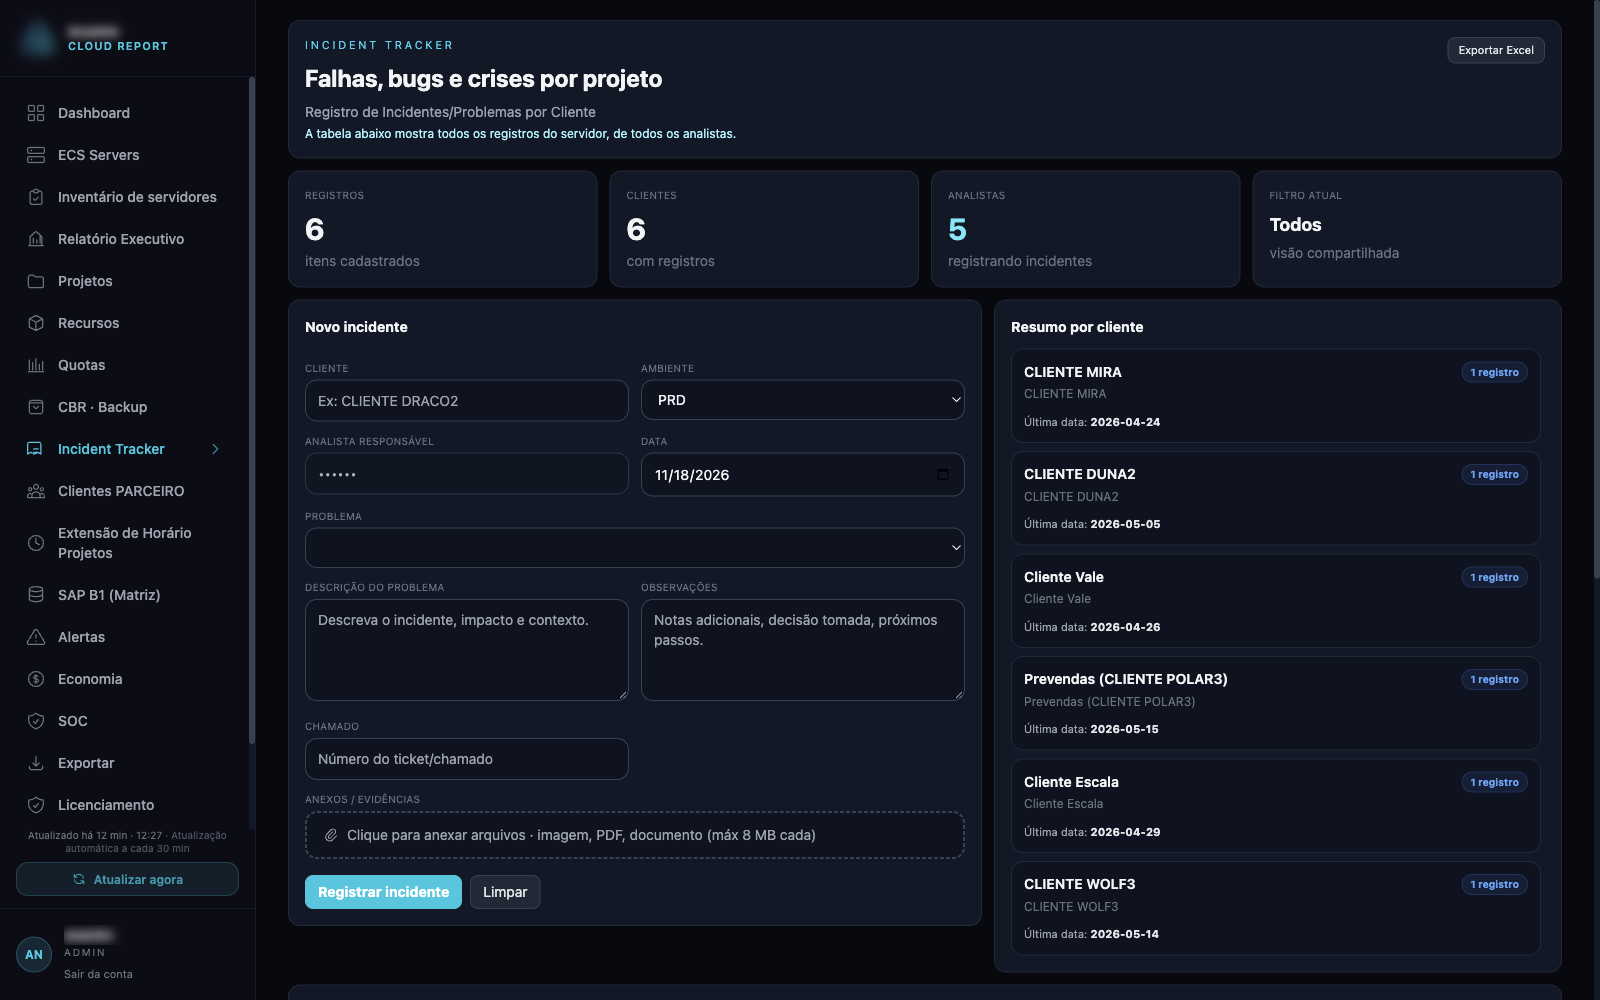 CLOUD REPORT
Dashboard
ECS Servers
Inventário de servidores
Relatório Executivo
Projetos
Recursos
Quotas
CBR · Backup
Incident Tracker
Clientes PARCEIRO
Extensão de Horário
Projetos
SAP B1 (Matriz)
Alertas
Economia
SOC
Exportar
Licenciamento
Atualizado há 12 min · 12:27 · Atualização
automática a cada 30 min
Atualizar agora
AN
ADMIN
Sair da conta
INCIDENT TRACKER
Falhas, bugs e crises por projeto
Registro de Incidentes/Problemas por Cliente
A tabela abaixo mostra todos os registros do servidor, de todos os analistas.
Exportar Excel
REGISTROS
6
itens cadastrados
CLIENTES
6
com registros
ANALISTAS
5
registrando incidentes
FILTRO ATUAL
Todos
visão compartilhada
Novo incidente
CLIENTE
Ex: CLIENTE DRACO2
AMBIENTE
PRD
ANALISTA RESPONSÁVEL
••••••
DATA
11/18/2026
PROBLEMA
DESCRIÇÃO DO PROBLEMA
Descreva o incidente, impacto e contexto.
OBSERVAÇÕES
Notas adicionais, decisão tomada, próximos
passos.
CHAMADO
Número do ticket/chamado
ANEXOS / EVIDÊNCIAS
Clique para anexar arquivos · imagem, PDF, documento (máx 8 MB cada)
Registrar incidente
Limpar
Resumo por cliente
CLIENTE MIRA
1 registro
CLIENTE MIRA
Última data: 2026-04-24
CLIENTE DUNA2
1 registro
CLIENTE DUNA2
Última data: 2026-05-05
Cliente Vale
1 registro
Cliente Vale
Última data: 2026-04-26
Prevendas (CLIENTE POLAR3)
1 registro
Prevendas (CLIENTE POLAR3)
Última data: 2026-05-15
Cliente Escala
1 registro
Cliente Escala
Última data: 2026-04-29
CLIENTE WOLF3
1 registro
CLIENTE WOLF3
Última data: 2026-05-14